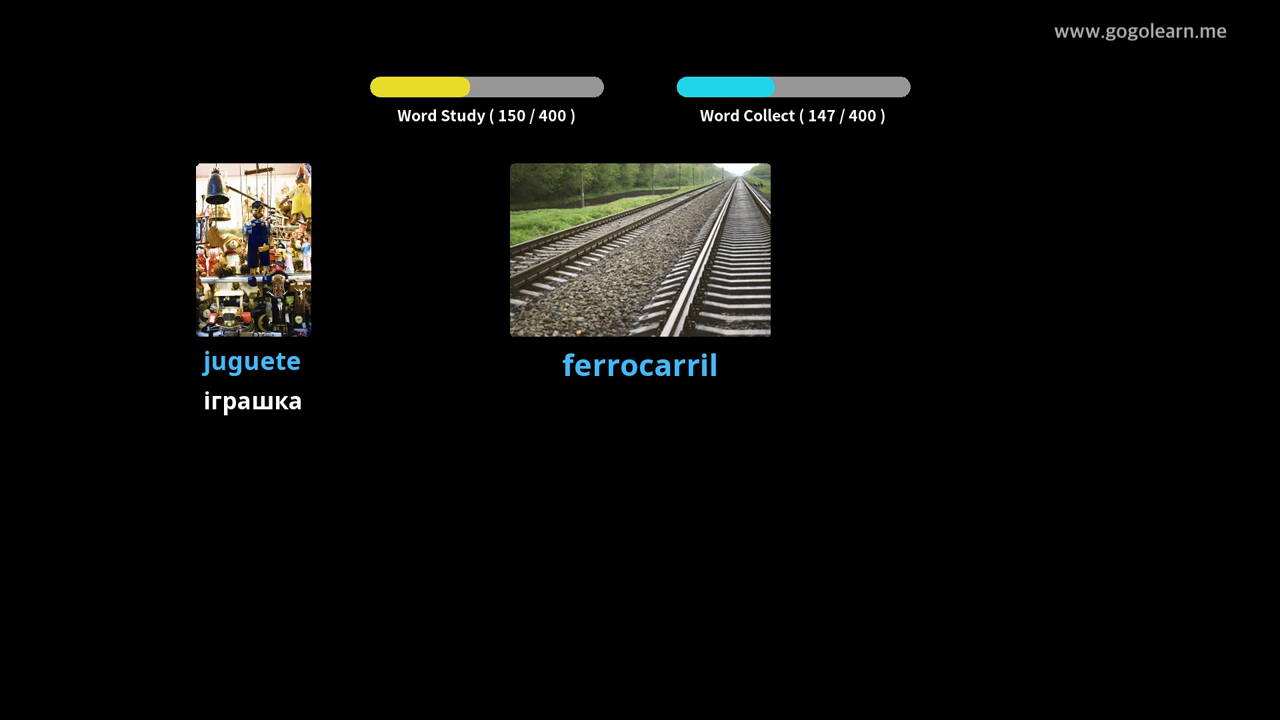 www.gogolearn.me
Word Study ( 150 / 400 )
Word Collect ( 147 / 400 )
juguete
іграшка
ferrocarril